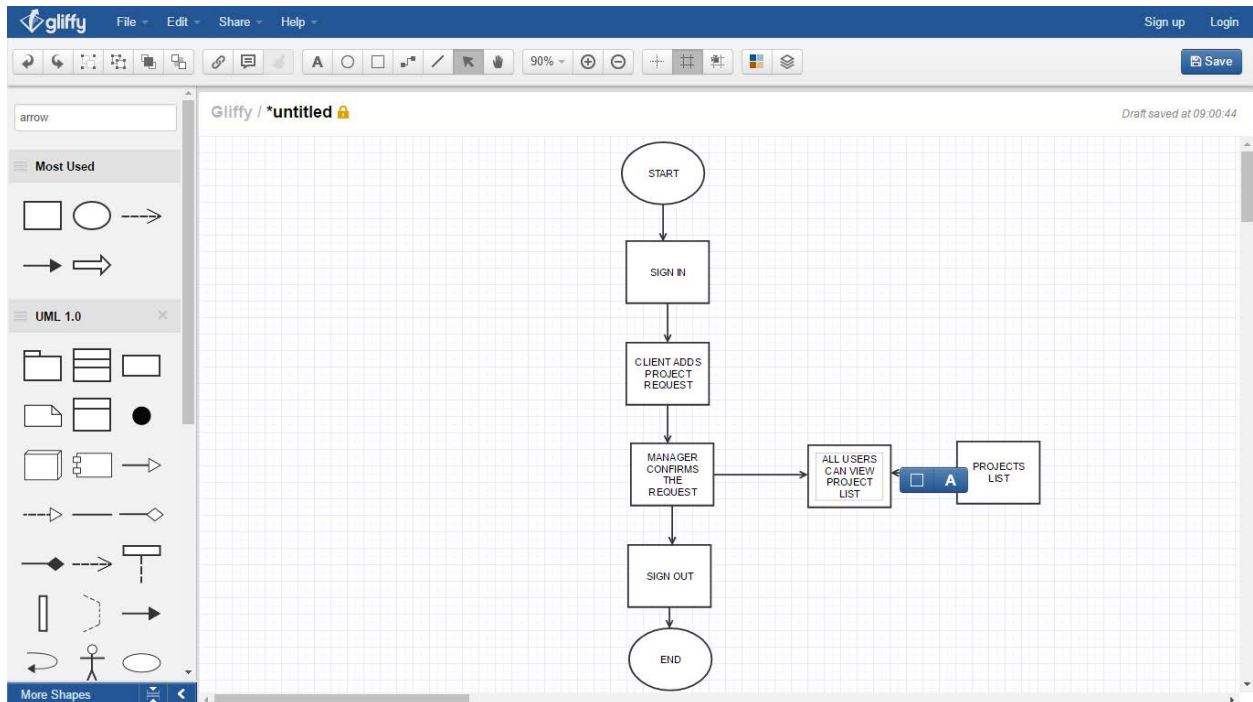 gliffy File Edit Share Help Sign up Login
A 90% Save
arrow
Gliffy / *untitled
Draft saved at 09:00:44
Most Used
UML 1.0
More Shapes
START
SIGN IN
CLIENT ADDS
PROJECT
REQUEST
MANAGER
CONFIRMS
THE
REQUEST
ALL USERS
CAN VIEW
PROJECT
LIST
A
PROJECTS
LIST
SIGN OUT
END